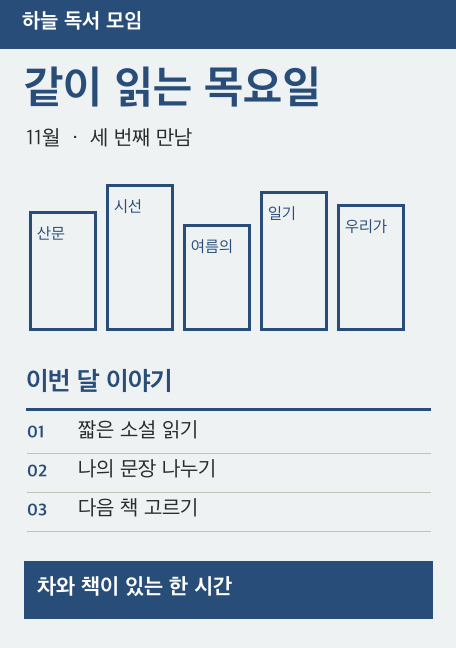 하늘 독서 모임
같이 읽는 목요일
11월 · 세 번째 만남
산문
시선
여름의
일기
우리가
이번 달 이야기
01 짧은 소설 읽기
02 나의 문장 나누기
03 다음 책 고르기
차와 책이 있는 한 시간